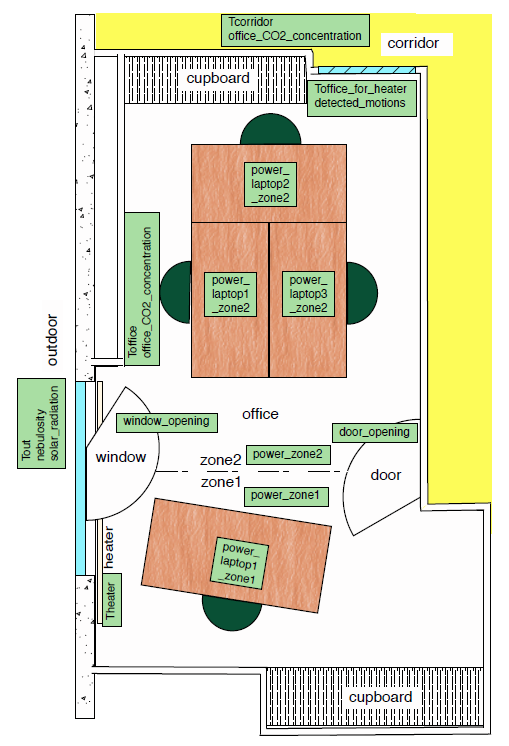 Tcorridor
office_CO2_concentration
corridor
cupboard
Toffice_for_heater
detected_motions
power_
laptop2
_zone2
power_
laptop1
_zone2
power_
laptop3
_zone2
Toffice
office_CO2_concentration
outdoor
Tout
nebulosity
solar_radiation
office
window_opening
door_opening
window
zone2
power_zone2
door
zone1
power_zone1
heater
power_
laptop1
_zone1
Theater
cupboard